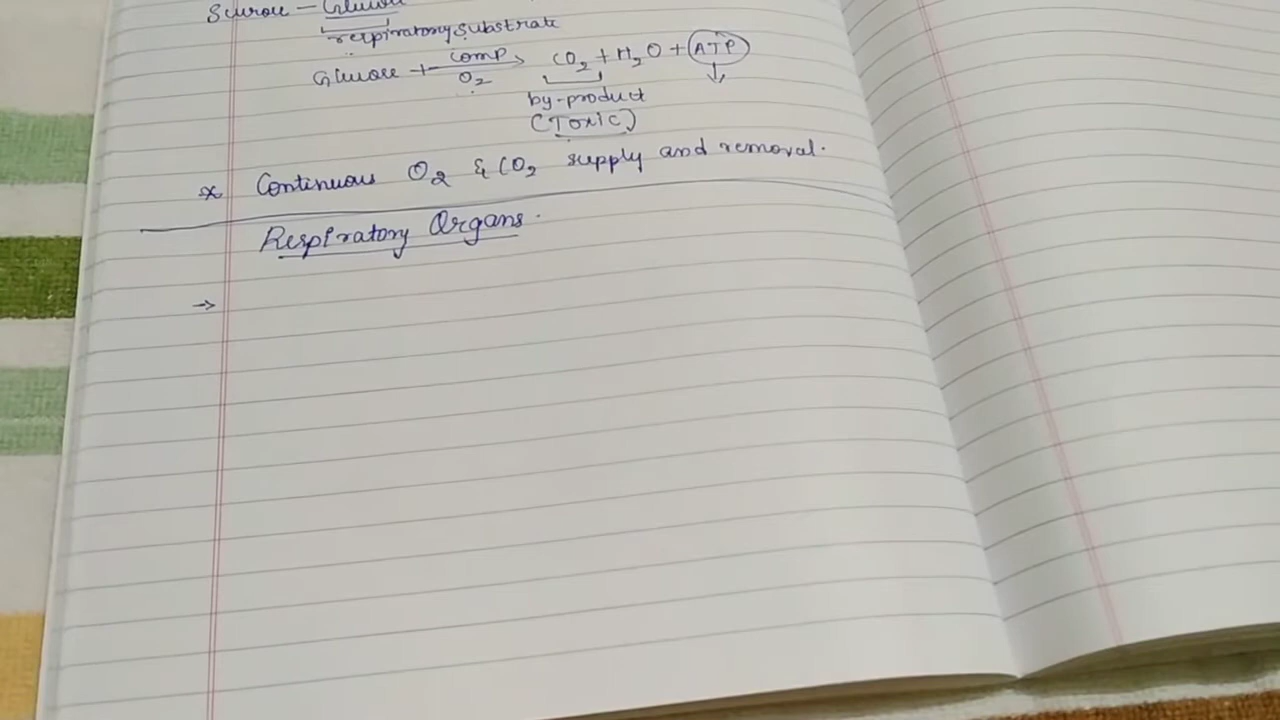 Source - Glucose
respiratory substrate
Glucose + comp → CO₂ + H₂O + ATP
O₂
by-product
(Toxic)
* Continuous O₂ & CO₂ supply and removal.
Respiratory Organs.
→